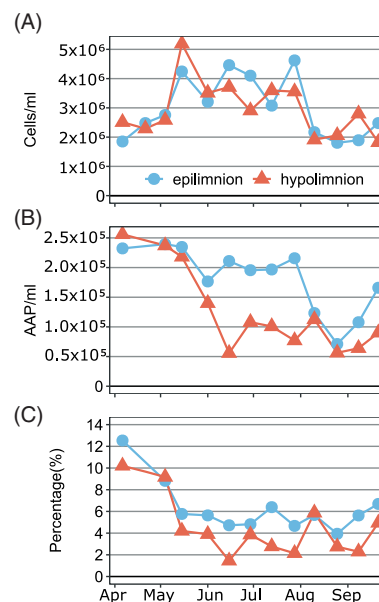 (A)
5x10⁶
4x10⁶
3x10⁶
2x10⁶
1x10⁶
0
Cells/ml
epilimnion hypolimnion
(B)
2.5x10⁵
2.0x10⁵
1.5x10⁵
1.0x10⁵
0.5x10⁵
0
AAP/ml
(C)
14
12
10
8
6
4
2
0
Percentage(%)
Apr May Jun Jul Aug Sep